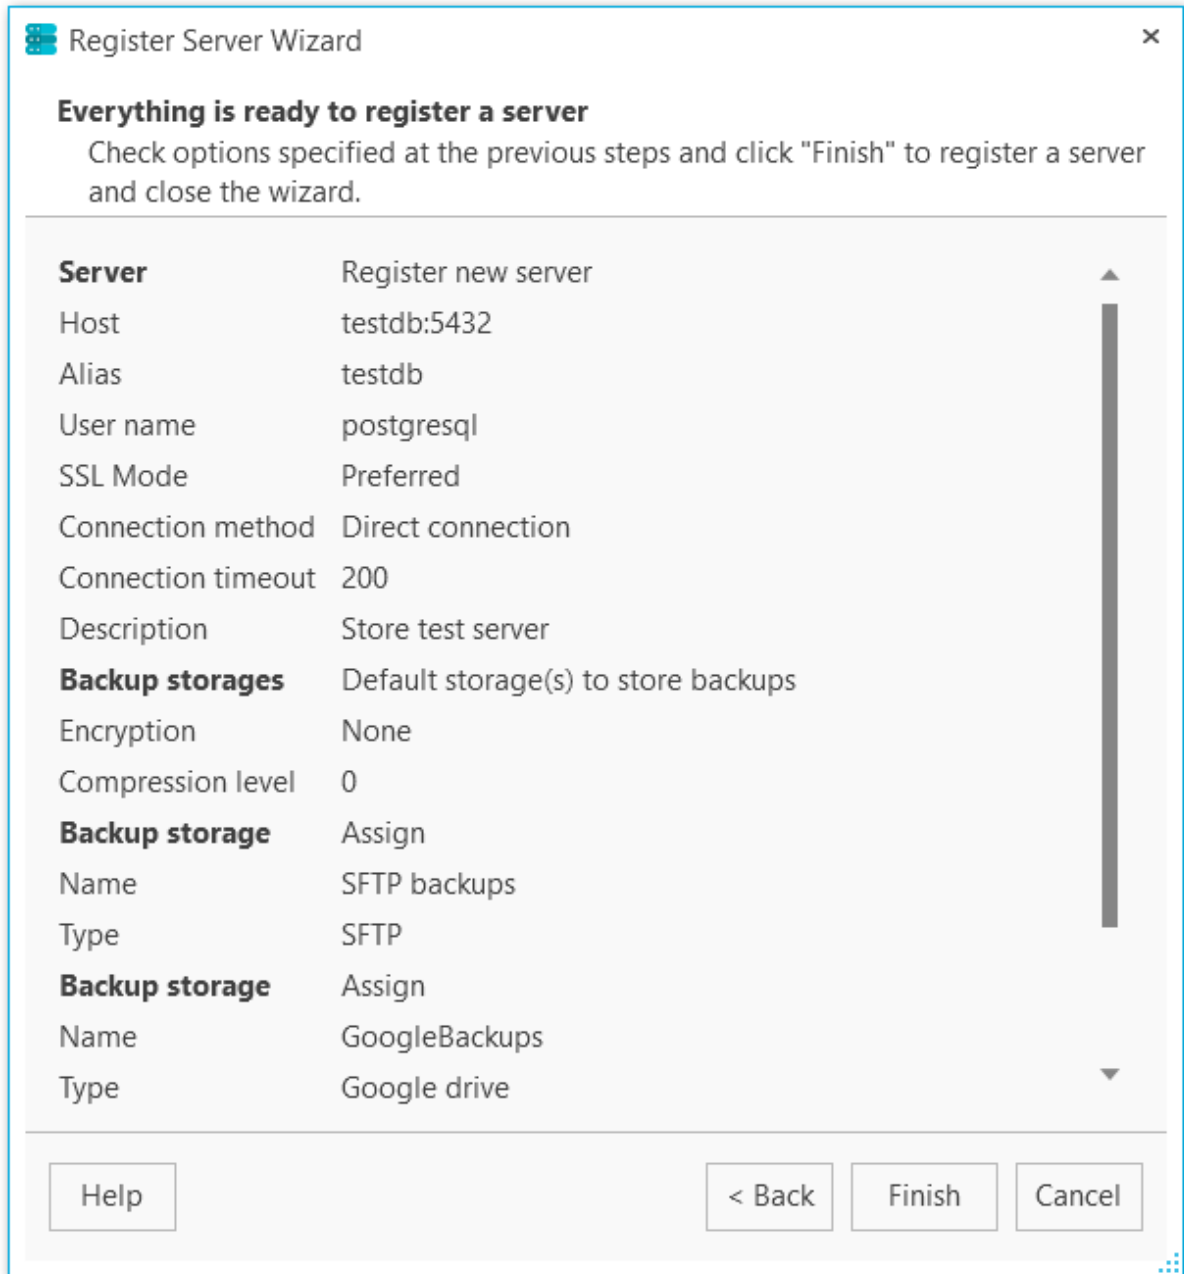 Register Server Wizard ×
Everything is ready to register a server
Check options specified at the previous steps and click "Finish" to register a server
and close the wizard.
Server Register new server
Host testdb:5432
Alias testdb
User name postgresql
SSL Mode Preferred
Connection method Direct connection
Connection timeout 200
Description Store test server
Backup storages Default storage(s) to store backups
Encryption None
Compression level 0
Backup storage Assign
Name SFTP backups
Type SFTP
Backup storage Assign
Name GoogleBackups
Type Google drive
Help < Back Finish Cancel